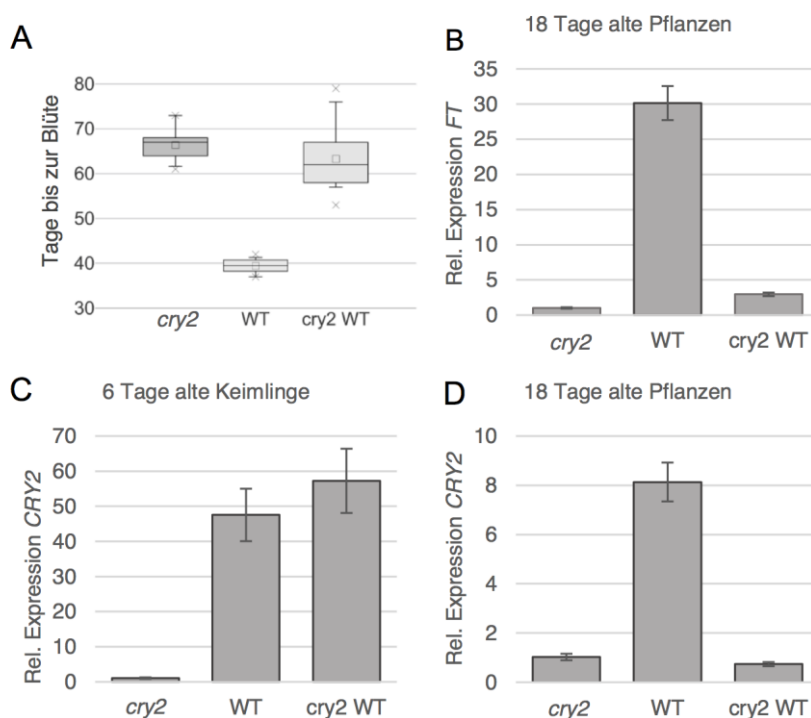 A
Tage bis zur Blüte
80
70
60
50
40
30
cry2 WT cry2 WT
B 18 Tage alte Pflanzen
Rel. Expression FT
35
30
25
20
15
10
5
0
cry2 WT cry2 WT
C 6 Tage alte Keimlinge
Rel. Expression CRY2
70
60
50
40
30
20
10
0
cry2 WT cry2 WT
D 18 Tage alte Pflanzen
Rel. Expression CRY2
10
8
6
4
2
0
cry2 WT cry2 WT